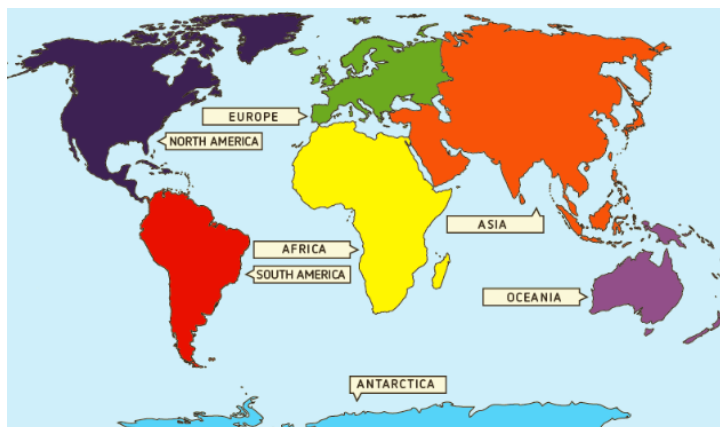 EUROPE
NORTH AMERICA
ASIA
AFRICA
SOUTH AMERICA
OCEANIA
ANTARCTICA